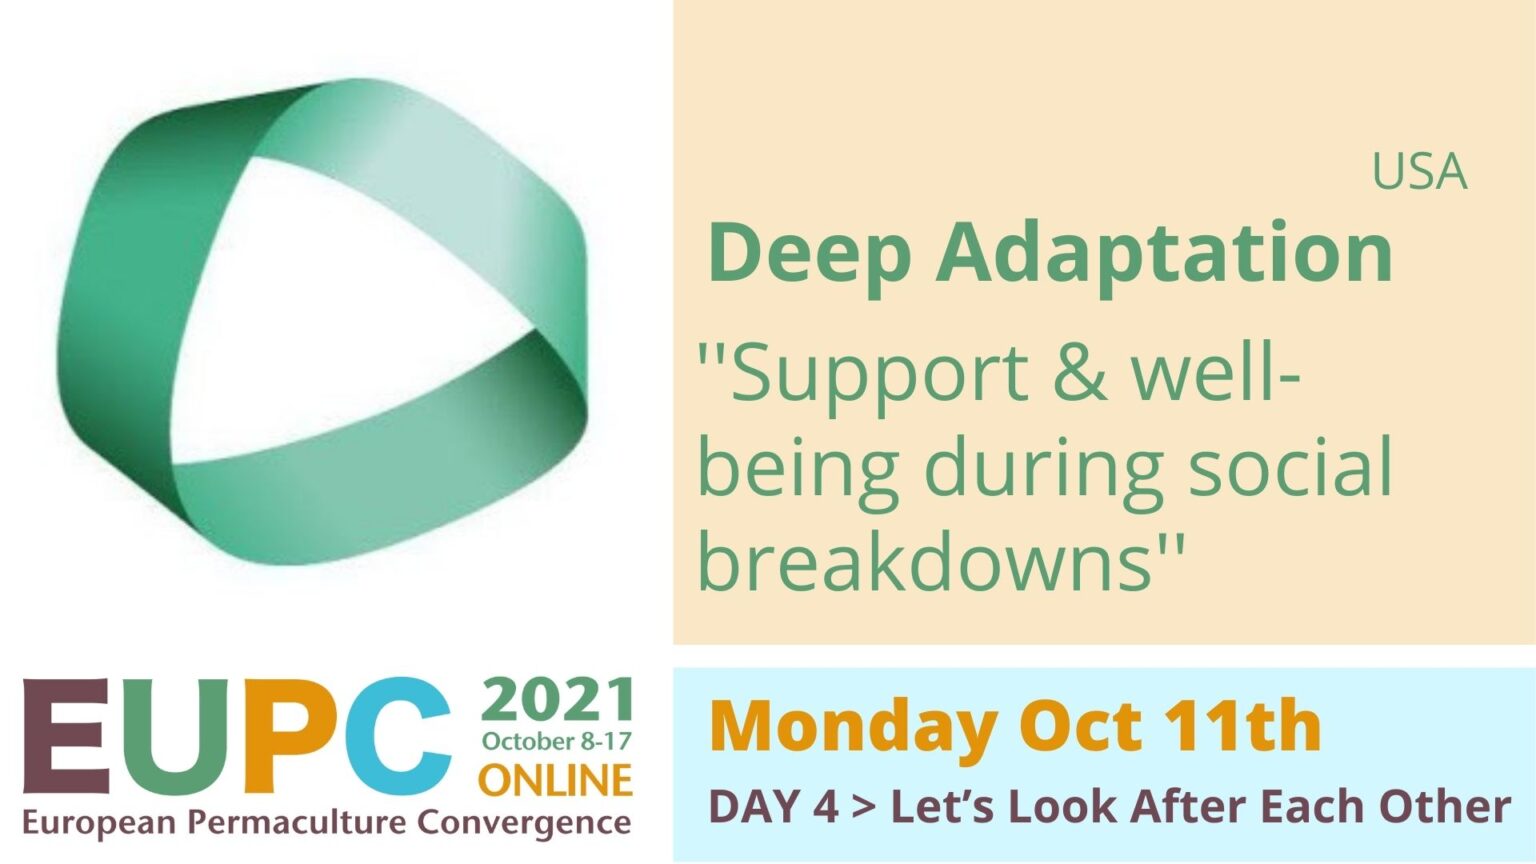 USA
Deep Adaptation
"Support & well-
being during social
breakdowns"
EUPC 2021
October 8-17
ONLINE
European Permaculture Convergence
Monday Oct 11th
DAY 4 > Let’s Look After Each Other